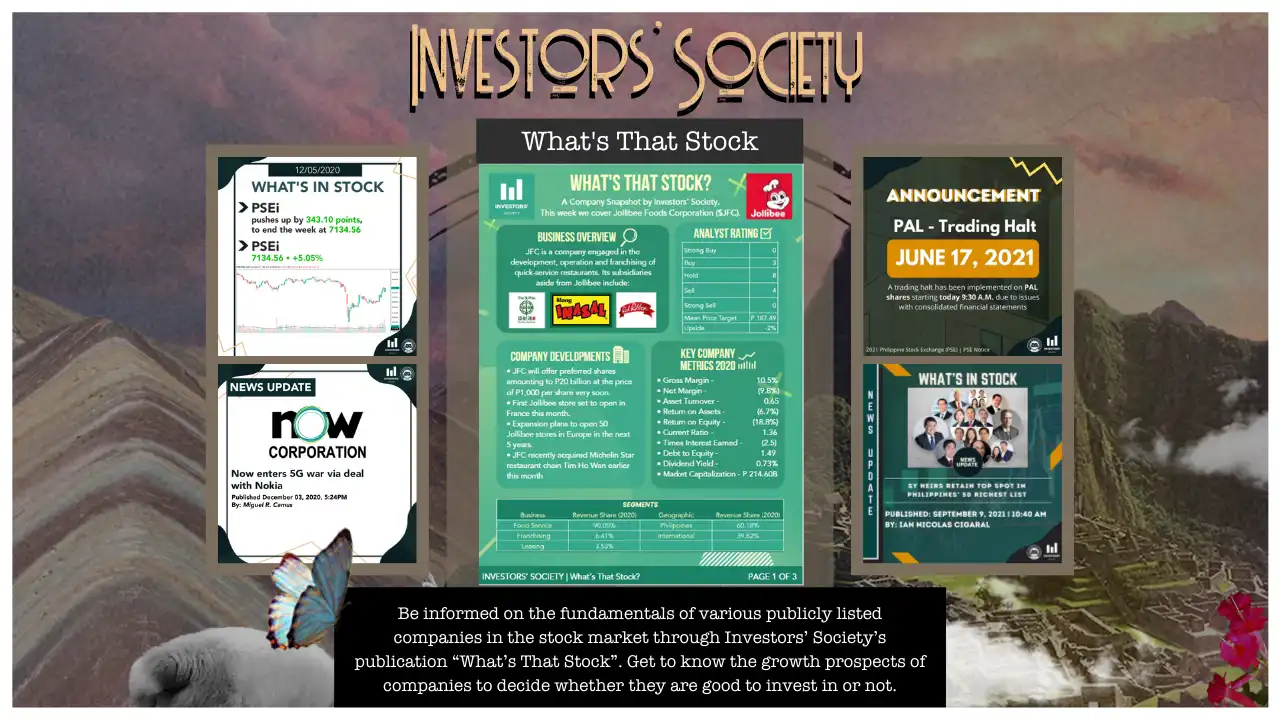 INVESTORS' SOCIETY
What's That Stock
12/05/2020
WHAT'S IN STOCK
PSEi
pushes up by 343.10 points,
to end the week at 7134.56
PSEi
7134.56 • +5.05%
NEWS UPDATE
now
CORPORATION
Now enters 5G war via deal
with Nokia
Published December 03, 2020, 5:24PM
By: Miguel R. Camus
INVESTORS'
SOCIETY
WHAT'S THAT STOCK?
A Company Snapshot by Investors' Society.
This week we cover Jollibee Foods Corporation ($JFC).
Jollibee
BUSINESS OVERVIEW
JFC is a company engaged in the
development, operation and franchising of
quick-service restaurants. Its subsidiaries
aside from Jollibee include:
Mang
INASAL
Red Ribbon
ANALYST RATING
Strong Buy 0
Buy 3
Hold 8
Sell 4
Strong Sell 0
Mean Price Target P 187.49
Upside -2%
COMPANY DEVELOPMENTS
• JFC will offer preferred shares
amounting to P20 billion at the price
of P1,000 per share very soon.
• First Jollibee store set to open in
France this month.
• Expansion plans to open 50
Jollibee stores in Europe in the next
5 years.
• JFC recently acquired Michelin Star
restaurant chain Tim Ho Wan earlier
this month
KEY COMPANY
METRICS 2020
• Gross Margin - 10.5%
• Net Margin - (9.8%)
• Asset Turnover - 0.65
• Return on Assets - (6.7%)
• Return on Equity - (18.8%)
• Current Ratio - 1.36
• Times Interest Earned - (2.5)
• Debt to Equity - 1.49
• Dividend Yield - 0.73%
• Market Capitalization - P 214.60B
SEGMENTS
Business Revenue Share (2020) Geographic Revenue Share (2020)
Food Service 90.05% Philippines 60.18%
Franchising 6.41% International 39.82%
Leasing 3.53%
INVESTORS' SOCIETY | What's That Stock? PAGE 1 OF 3
ANNOUNCEMENT
PAL - Trading Halt
JUNE 17, 2021
A trading halt has been implemented on PAL
shares starting today 9:30 A.M. due to issues
with consolidated financial statements
2021 Philippine Stock Exchange (PSE) | PSE Notice
NEWS UPDATE
WHAT'S IN STOCK
NEWS
UPDATE
SY HEIRS RETAIN TOP SPOT IN
PHILIPPINES' 50 RICHEST LIST
PUBLISHED: SEPTEMBER 9, 2021 | 10:40 AM
BY: IAN NICOLAS CIGARAL
Be informed on the fundamentals of various publicly listed
companies in the stock market through Investors' Society's
publication “What's That Stock”. Get to know the growth prospects of
companies to decide whether they are good to invest in or not.